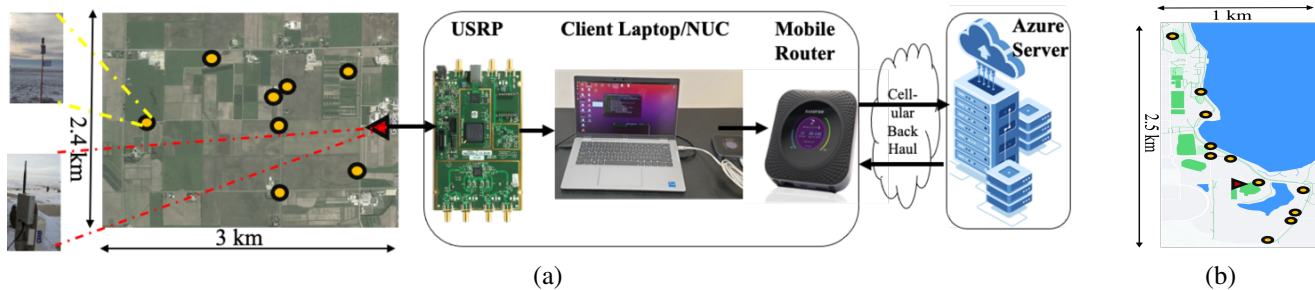 2.4 km
3 km
USRP
Client Laptop/NUC
Mobile
Router
Cell-
ular
Back
Haul
Azure
Server
(a)
1 km
2.5 km
(b)